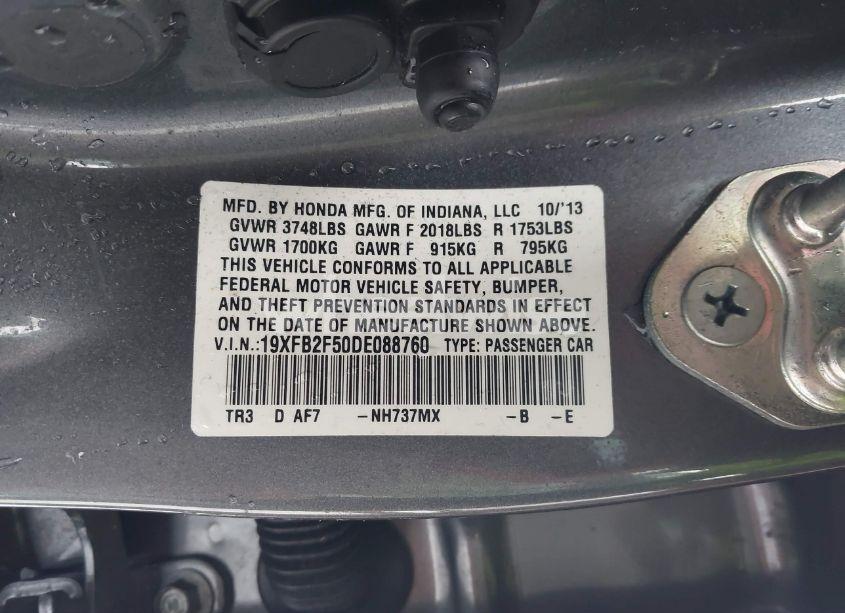 MFD. BY HONDA MFG. OF INDIANA, LLC 10/'13
GVWR 3748LBS GAWR F 2018LBS R 1753LBS
GVWR 1700KG GAWR F 915KG R 795KG
THIS VEHICLE CONFORMS TO ALL APPLICABLE
FEDERAL MOTOR VEHICLE SAFETY, BUMPER,
AND THEFT PREVENTION STANDARDS IN EFFECT
ON THE DATE OF MANUFACTURE SHOWN ABOVE.
V.I.N.:19XFB2F50DE088760 TYPE: PASSENGER CAR
TR3 D AF7 -NH737MX -B -E